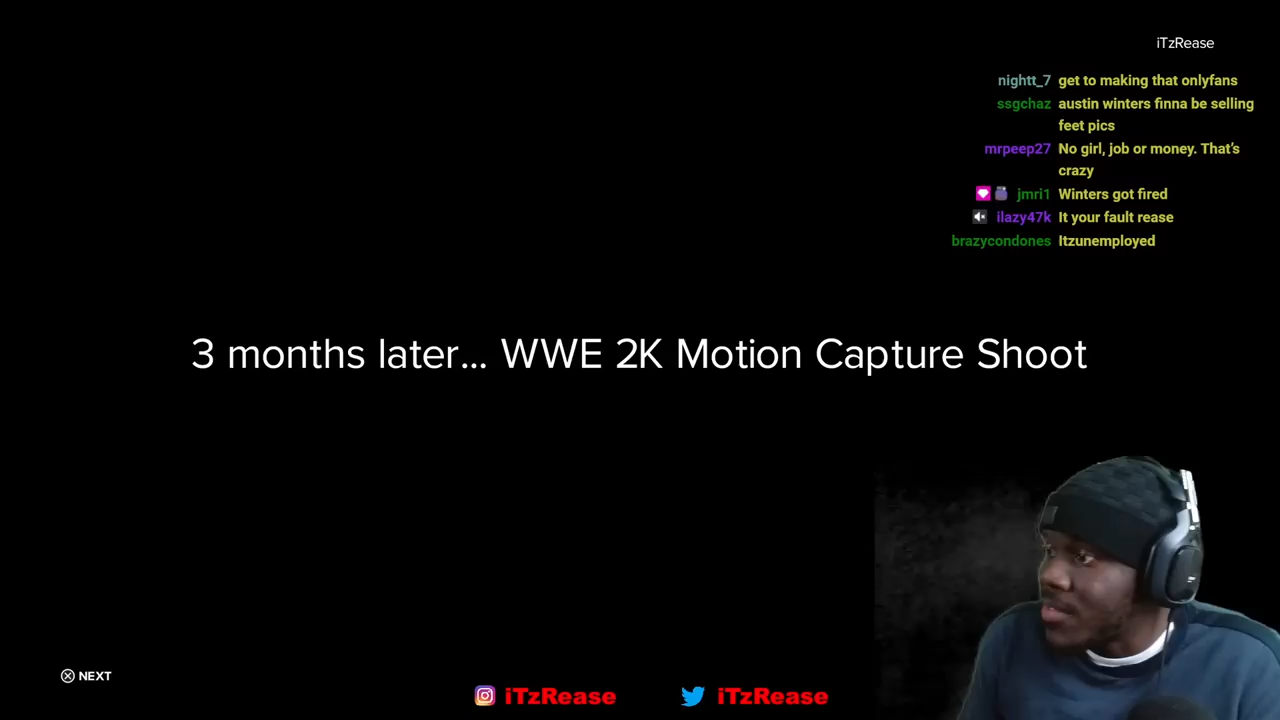 iTzRease
nightt_7 get to making that onlyfans
ssgchaz austin winters finna be selling
feet pics
mrpeep27 No girl, job or money. That's
crazy
jmri1 Winters got fired
ilazy47k It your fault rease
brazycondones Itzunemployed
3 months later... WWE 2K Motion Capture Shoot
NEXT
iTzRease iTzRease